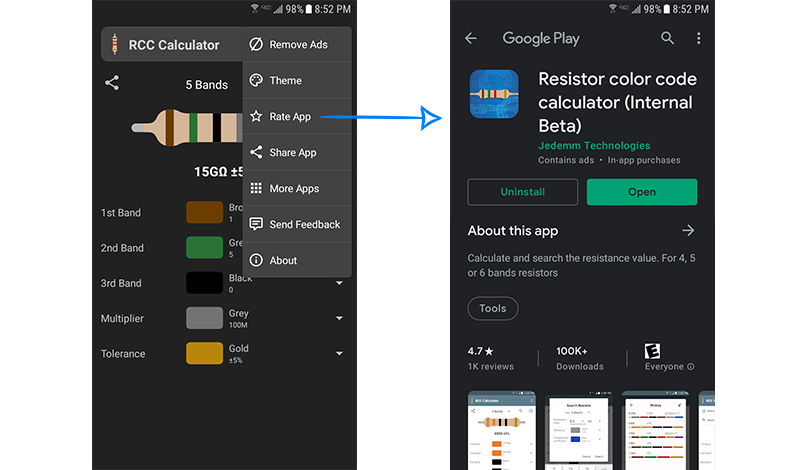 98% 8:52 PM
RCC Calculator
Remove Ads
5 Bands
Theme
Rate App
Share App
15GΩ ±5
More Apps
1st Band
Bro
1
Send Feedback
2nd Band
Gre
5
About
3rd Band
Black
0
Multiplier
Grey
100M
Tolerance
Gold
±5%
98% 8:52 PM
Google Play
Resistor color code
calculator (Internal
Beta)
Jedemm Technologies
Contains ads • In-app purchases
Uninstall
Open
About this app
Calculate and search the resistance value. For 4, 5
or 6 bands resistors
Tools
4.7★
1K reviews
100K+
Downloads
E
Everyone
RCC Calculator
5 Bands
Search Resistor
History